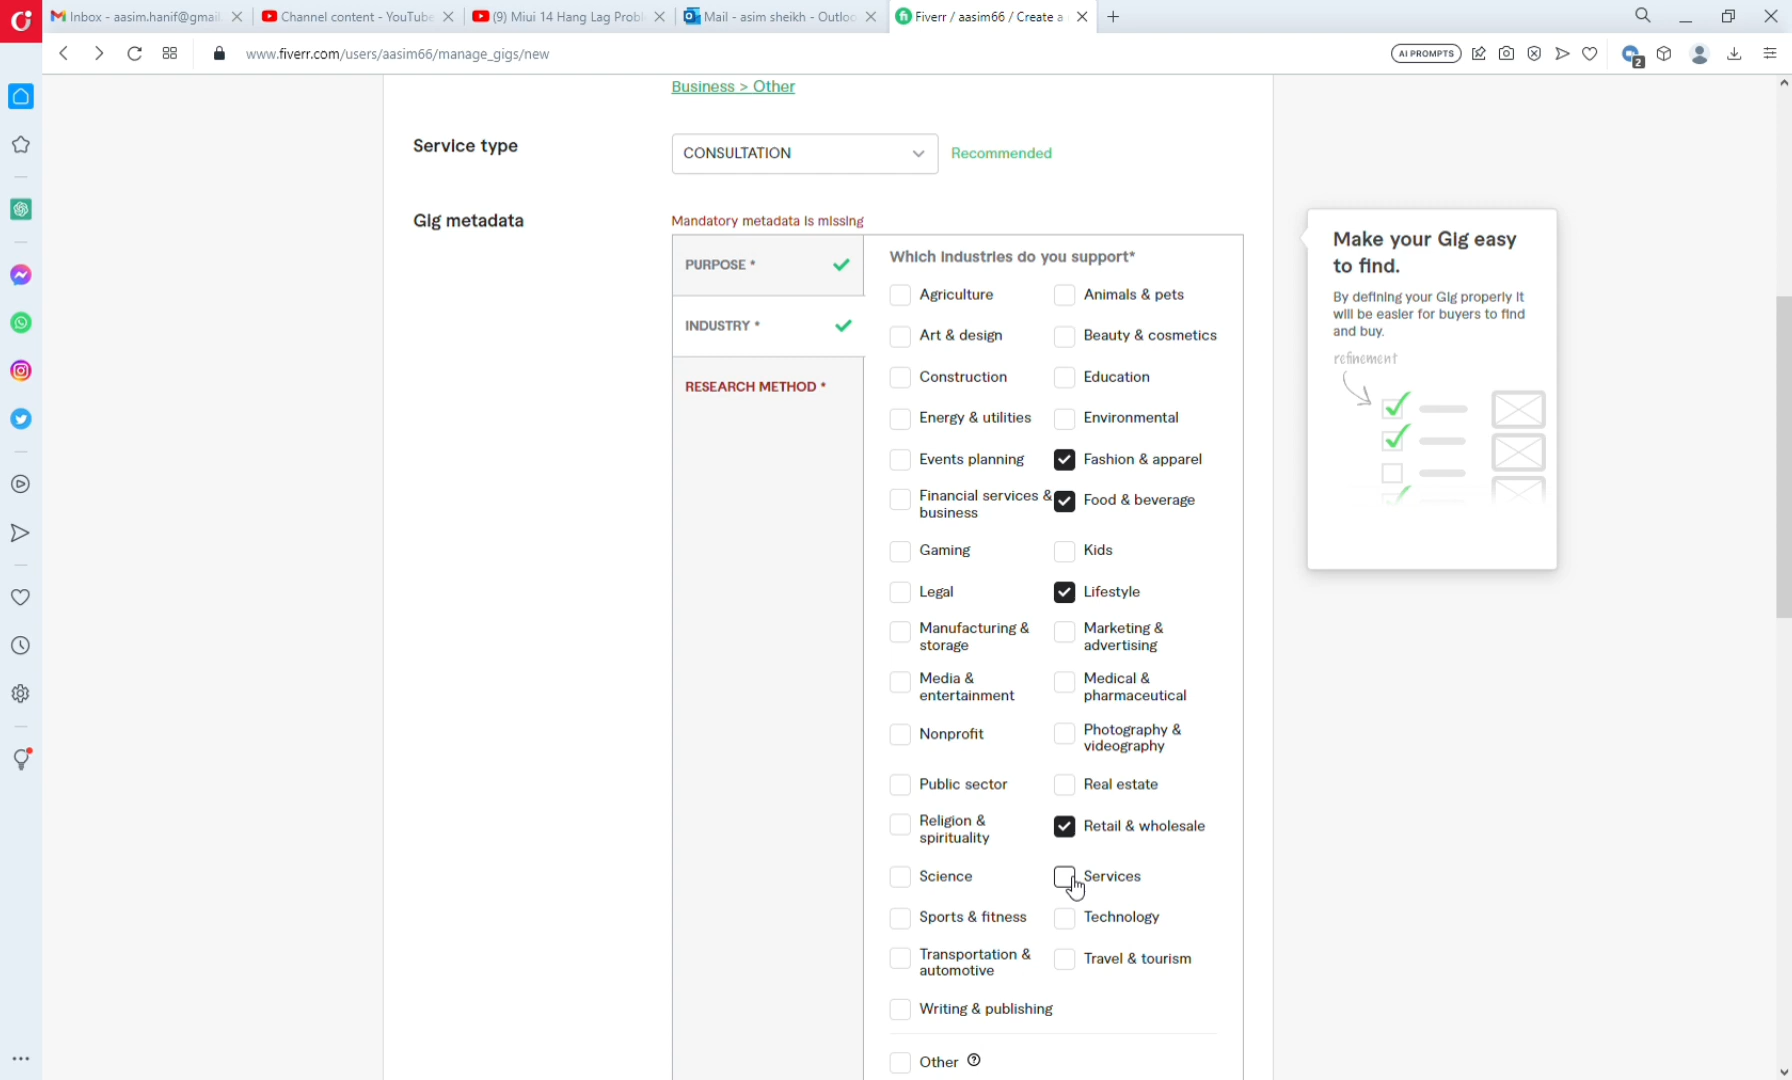 Inbox - aasim.hanif@gmail
Channel content - YouTube
(9) Miui 14 Hang Lag Probl
Mail - asim sheikh - Outloo
Fiverr / aasim66 / Create a
www.fiverr.com/users/aasim66/manage_gigs/new
AI PROMPTS
2
Business > Other
Service type
CONSULTATION
Recommended
Gig metadata
Mandatory metadata is missing
PURPOSE *
INDUSTRY *
RESEARCH METHOD *
Which industries do you support*
Agriculture
Animals & pets
Art & design
Beauty & cosmetics
Construction
Education
Energy & utilities
Environmental
Events planning
Fashion & apparel
Financial services &
business
Food & beverage
Gaming
Kids
Legal
Lifestyle
Manufacturing &
storage
Marketing &
advertising
Media &
entertainment
Medical &
pharmaceutical
Nonprofit
Photography &
videography
Public sector
Real estate
Religion &
spirituality
Retail & wholesale
Science
Services
Sports & fitness
Technology
Transportation &
automotive
Travel & tourism
Writing & publishing
Other
Make your Gig easy
to find.
By defining your Gig properly it
will be easier for buyers to find
and buy.
refinement